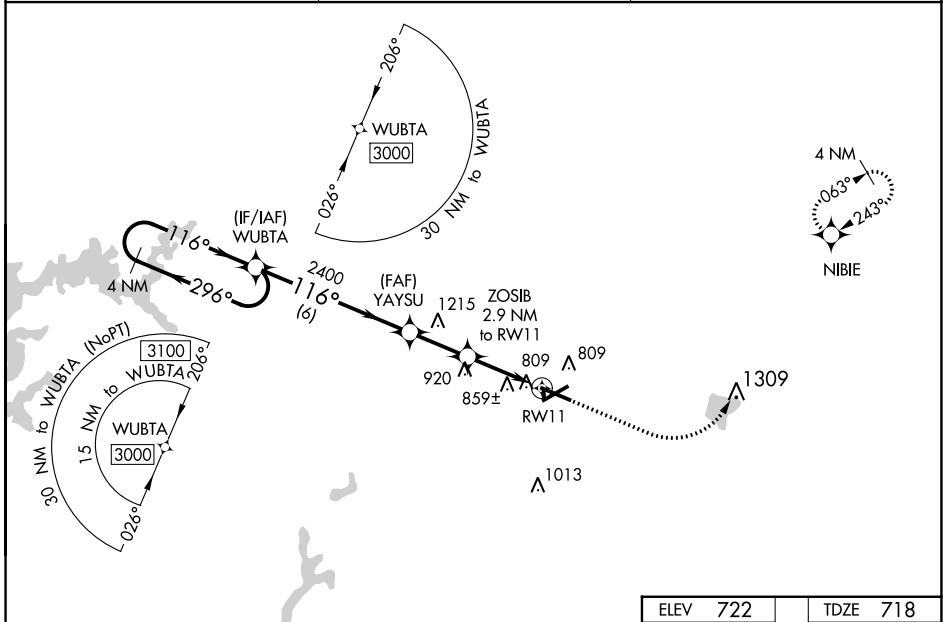 206°
WUBTA
3000
026°
30 NM to WUBTA
4 NM
063°
243°
NIBIE
(IF/IAF)
WUBTA
116°
296°
4 NM
2400
116°
(6)
(FAF)
YAYSU
1215
ZOSIB
2.9 NM
to RW11
920
809
809
859±
RW11
1309
1013
30 NM to WUBTA (NoPT)
3100
206°
15 NM to WUBTA
WUBTA
3000
026°
ELEV 722
TDZE 718